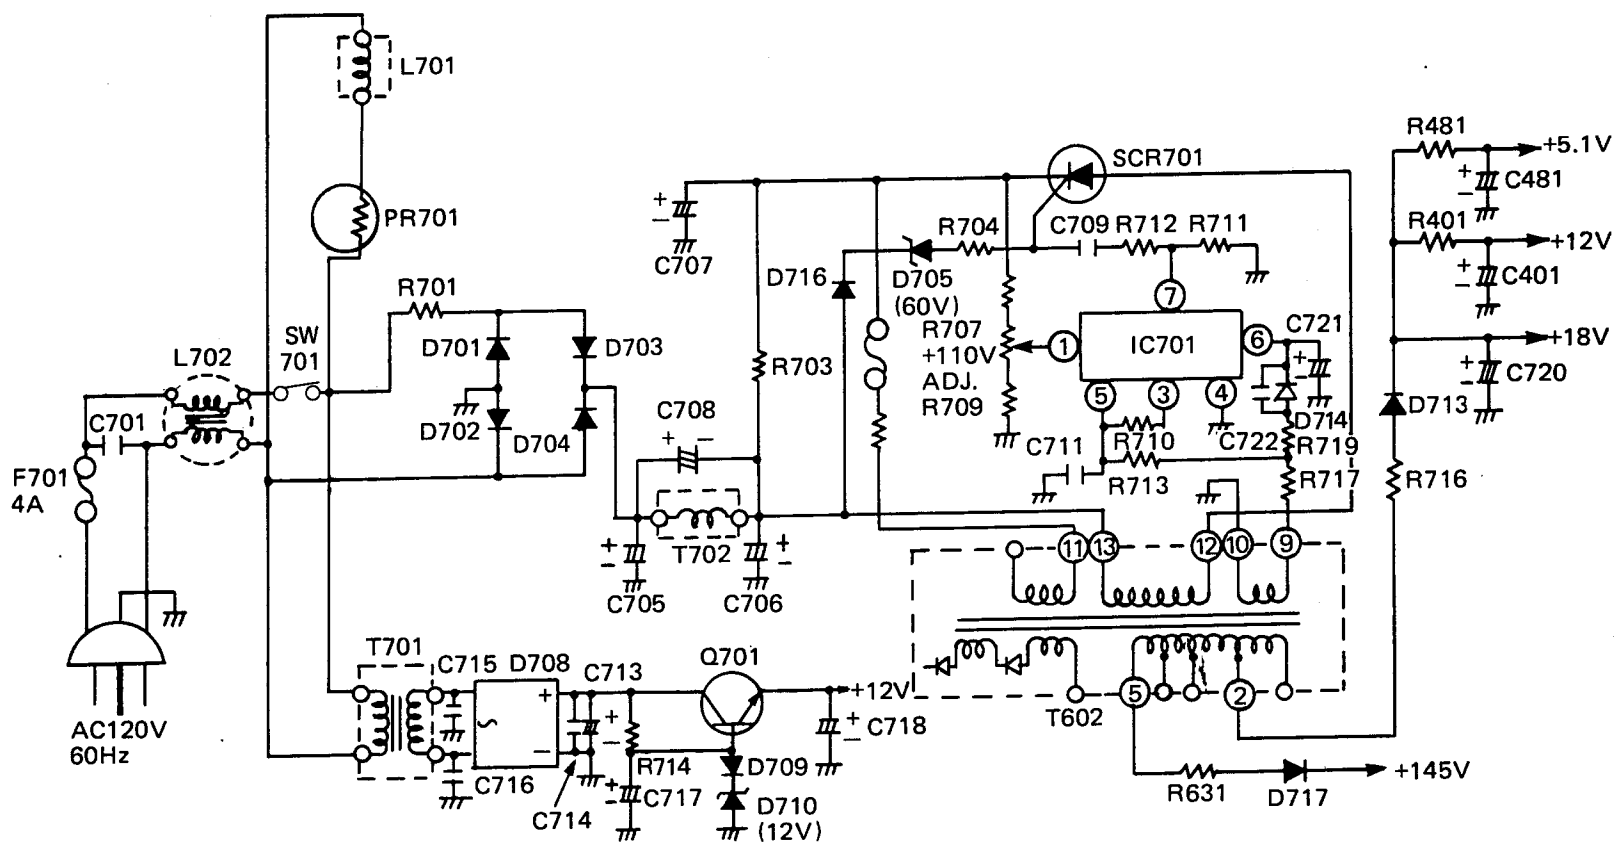 L701
PR701
R701
SW
701
L702
C701
F701
4A
AC120V
60Hz
D701
D703
D702
D704
C708
+ −
T702
+
−
C705
+
−
C706
R703
+
−
C707
D716
D705
(60V)
R704
C709
R712
R711
SCR701
R707
+110V
ADJ.
R709
1
7
IC701
6
5
3
4
C721
+
−
D714
C722
R719
R717
R710
R713
C711
11
13
12
10
9
T602
5
2
R481
+5.1V
+
−
C481
R401
+12V
+
−
C401
+18V
+
−
C720
D713
R716
R631
D717
+145V
T701
C715
D708
C713
+
~
−
+
−
C716
C714
R714
+
−
C717
Q701
D709
D710
(12V)
+12V
+
−
C718